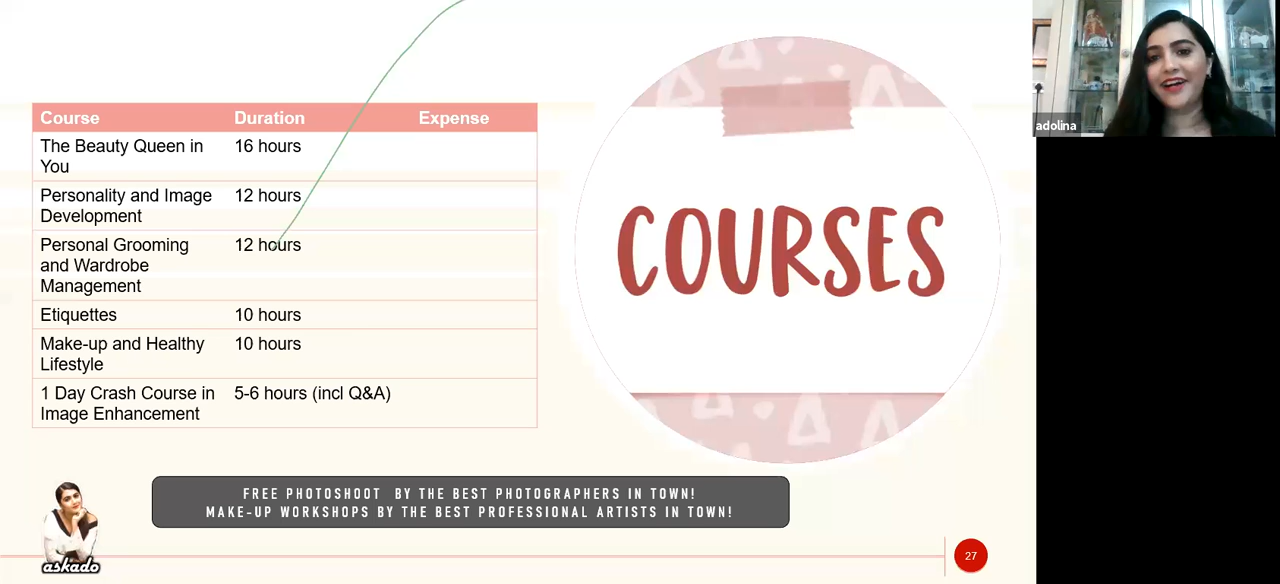 Course Duration Expense
The Beauty Queen in 16 hours
You
Personality and Image 12 hours
Development
Personal Grooming 12 hours
and Wardrobe
Management
Etiquettes 10 hours
Make-up and Healthy 10 hours
Lifestyle
1 Day Crash Course in 5-6 hours (incl Q&A)
Image Enhancement
COURSES
FREE PHOTOSHOOT BY THE BEST PHOTOGRAPHERS IN TOWN!
MAKE-UP WORKSHOPS BY THE BEST PROFESSIONAL ARTISTS IN TOWN!
askado
27
adolina